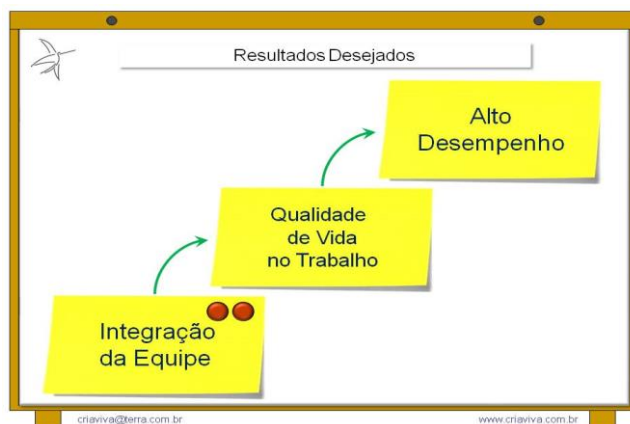 Resultados Desejados
Alto
Desempenho
Qualidade
de Vida
no Trabalho
Integração
da Equipe
criaviva@terra.com.br
www.criaviva.com.br